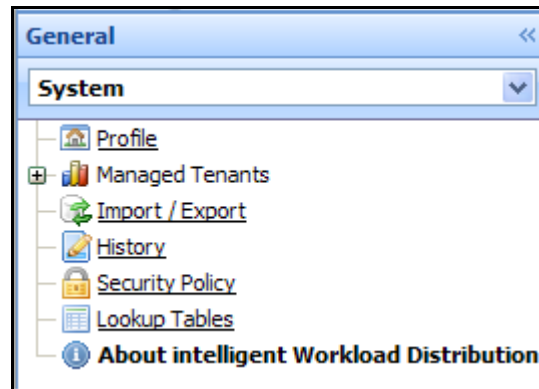 General
System
Profile
Managed Tenants
Import / Export
History
Security Policy
Lookup Tables
About intelligent Workload Distribution